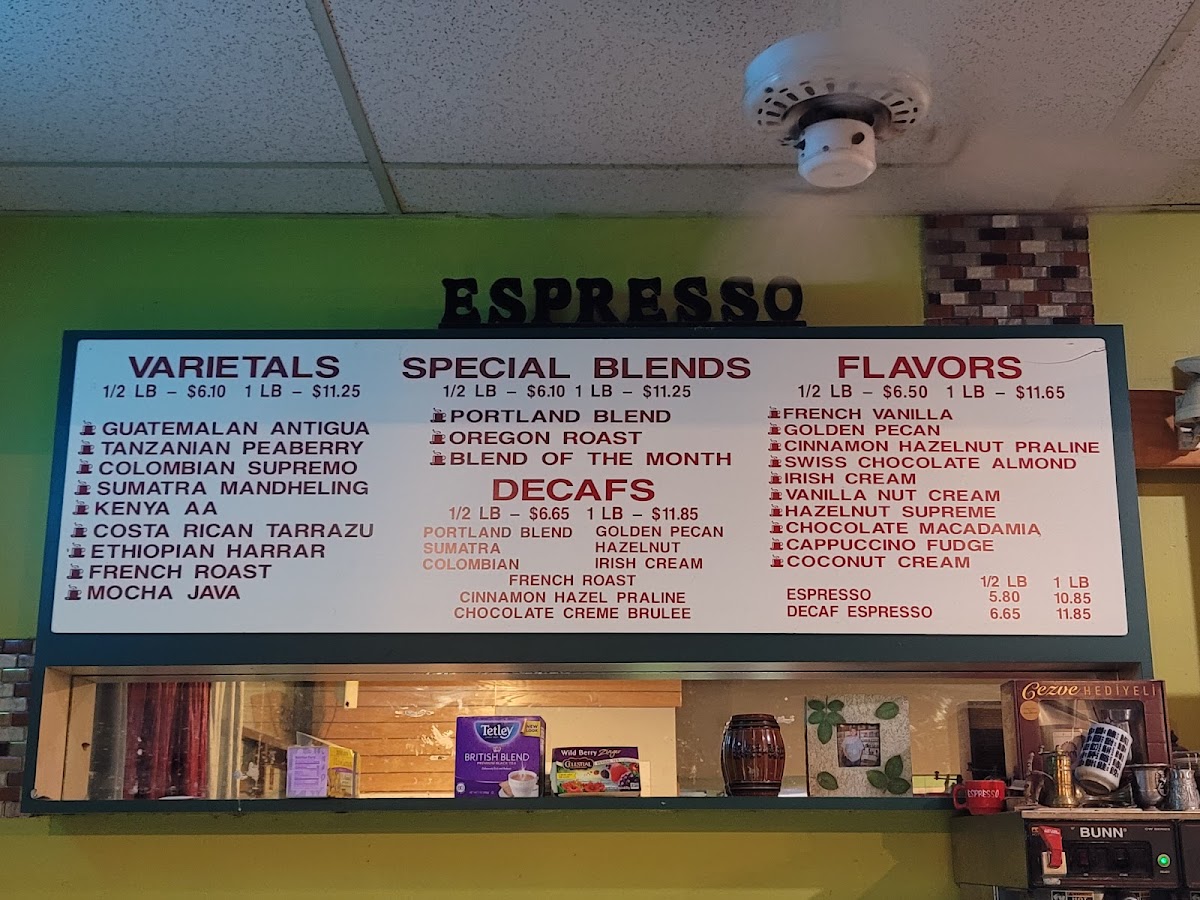 ESPRESSO
VARIETALS
1/2 LB – $6.10 1 LB – $11.25
GUATEMALAN ANTIGUA
TANZANIAN PEABERRY
COLOMBIAN SUPREMO
SUMATRA MANDHELING
KENYA AA
COSTA RICAN TARRAZU
ETHIOPIAN HARRAR
FRENCH ROAST
MOCHA JAVA
SPECIAL BLENDS
1/2 LB – $6.10 1 LB – $11.25
PORTLAND BLEND
OREGON ROAST
BLEND OF THE MONTH
DECAFS
1/2 LB – $6.65 1 LB – $11.85
PORTLAND BLEND GOLDEN PECAN
SUMATRA HAZELNUT
COLOMBIAN IRISH CREAM
FRENCH ROAST
CINNAMON HAZEL PRALINE
CHOCOLATE CREME BRULEE
FLAVORS
1/2 LB – $6.50 1 LB – $11.65
FRENCH VANILLA
GOLDEN PECAN
CINNAMON HAZELNUT PRALINE
SWISS CHOCOLATE ALMOND
IRISH CREAM
VANILLA NUT CREAM
HAZELNUT SUPREME
CHOCOLATE MACADAMIA
CAPPUCCINO FUDGE
COCONUT CREAM
1/2 LB 1 LB
ESPRESSO 5.80 10.85
DECAF ESPRESSO 6.65 11.85
Tetley
NEW LOOK
BRITISH BLEND
PREMIUM BLACK TEA
Wild Berry Zinger
CELESTIAL
Cezve HEDİYELİ
ESPRESSO
BUNN